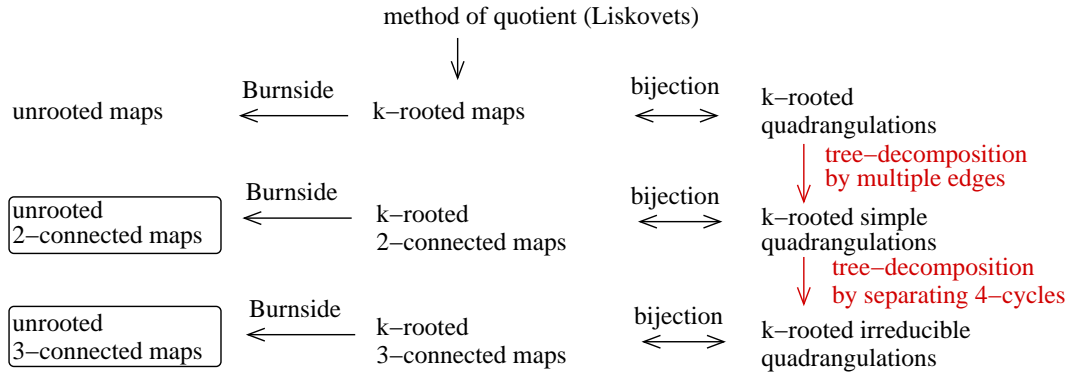 method of quotient (Liskovets)
Burnside
bijection
unrooted maps
k−rooted maps
k−rooted
quadrangulations
tree−decomposition
by multiple edges
Burnside
bijection
unrooted
2−connected maps
k−rooted
2−connected maps
k−rooted simple
quadrangulations
tree−decomposition
by separating 4−cycles
Burnside
bijection
unrooted
3−connected maps
k−rooted
3−connected maps
k−rooted irreducible
quadrangulations